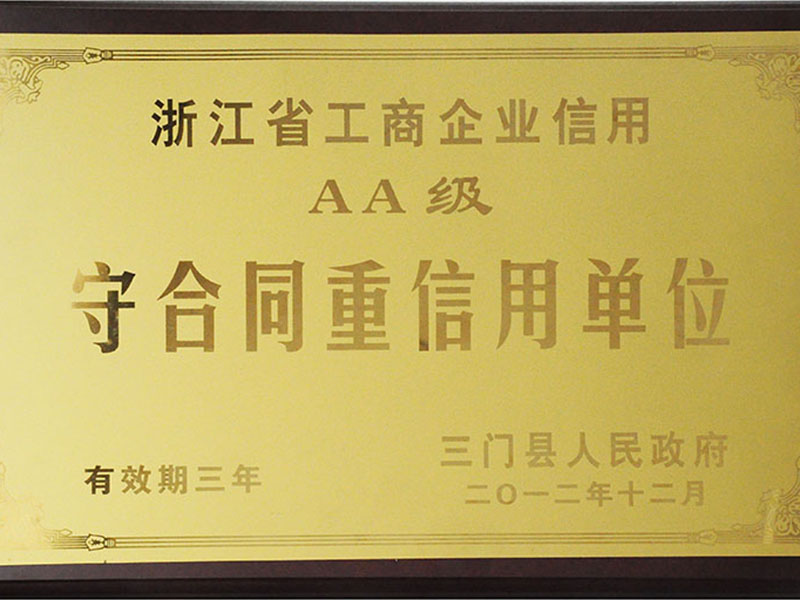 浙江省工商企业信用
AA级
守合同重信用单位
有效期三年
三门县人民政府
二〇一二年十二月